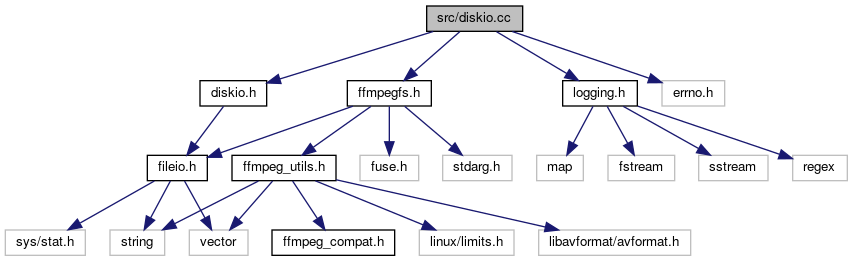 src/diskio.cc
diskio.h
ffmpegfs.h
logging.h
errno.h
fileio.h
ffmpeg_utils.h
fuse.h
stdarg.h
map
fstream
sstream
regex
sys/stat.h
string
vector
ffmpeg_compat.h
linux/limits.h
libavformat/avformat.h